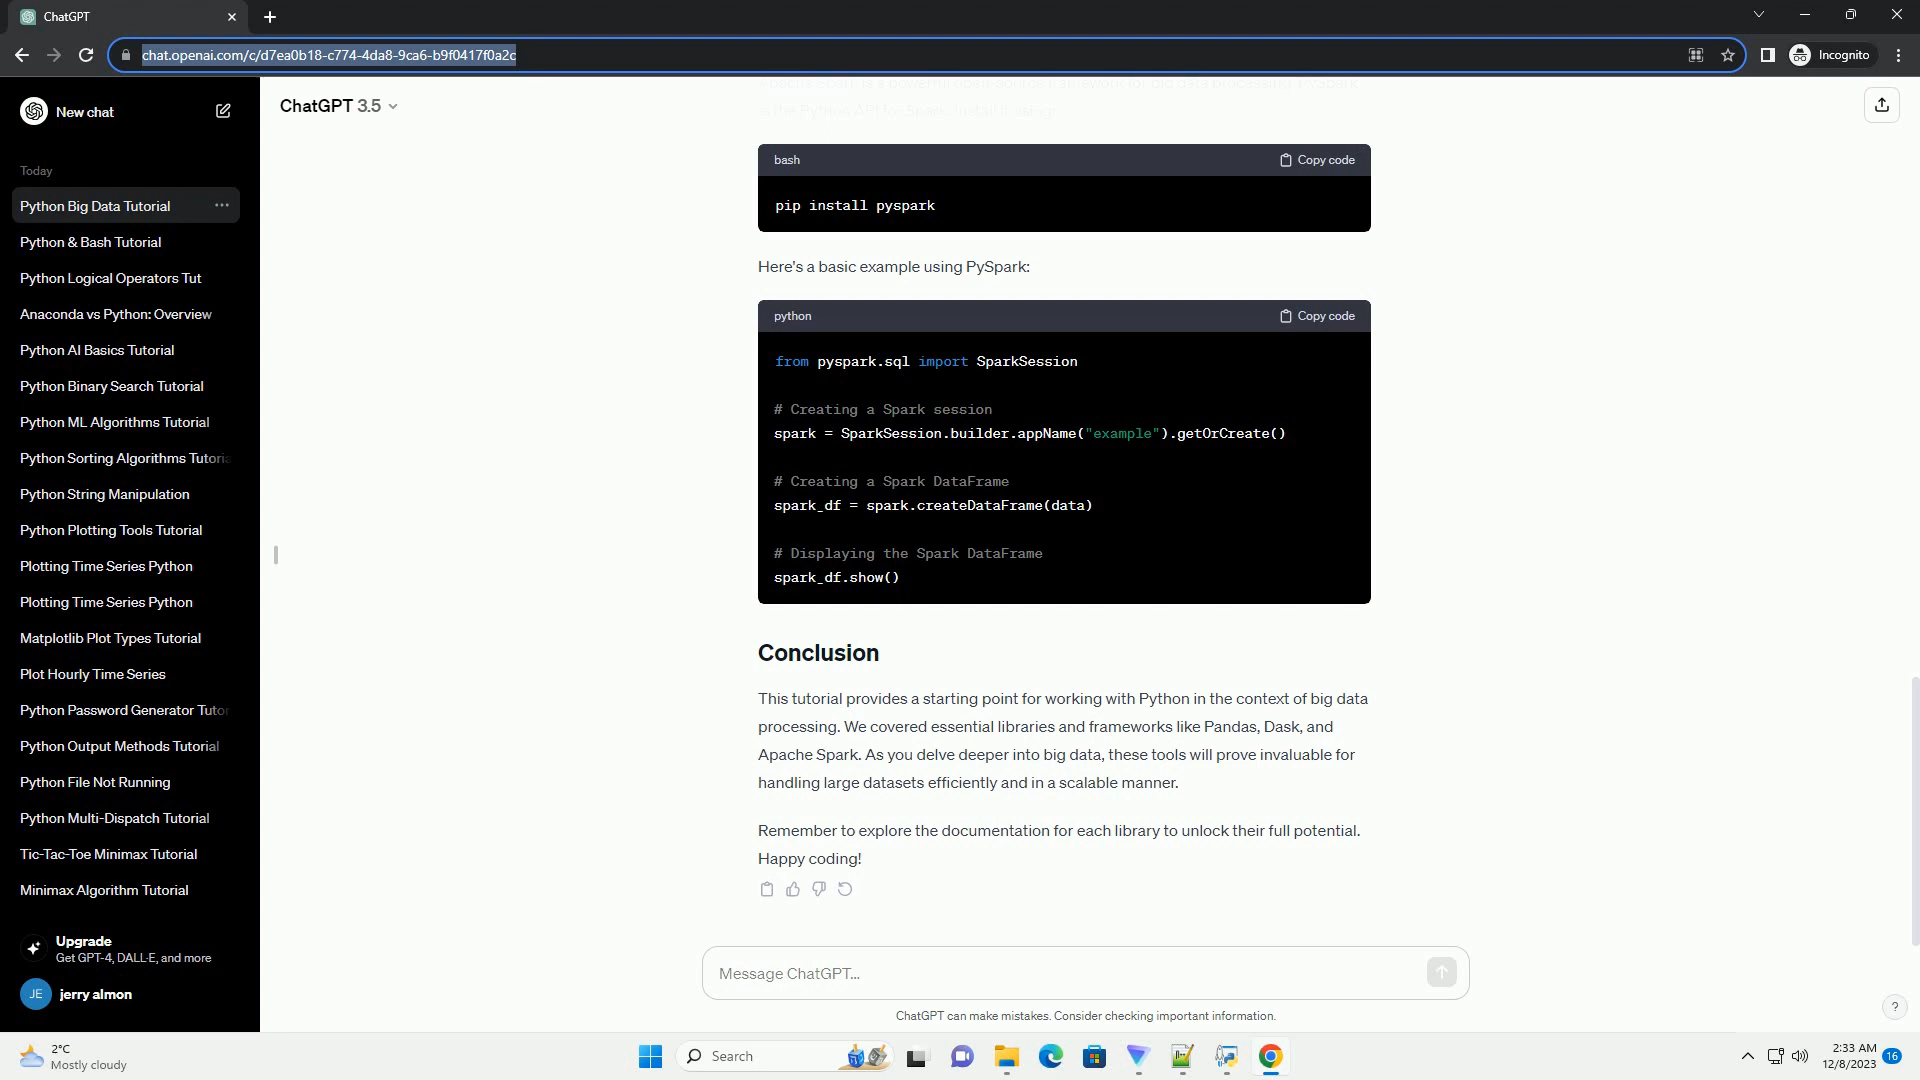 ChatGPT
chat.openai.com/c/d7ea0b18-c774-4da8-9ca6-b9f0417f0a2c
Incognito
New chat
Today
Python Big Data Tutorial
Python & Bash Tutorial
Python Logical Operators Tut
Anaconda vs Python: Overview
Python AI Basics Tutorial
Python Binary Search Tutorial
Python ML Algorithms Tutorial
Python Sorting Algorithms Tutoria
Python String Manipulation
Python Plotting Tools Tutorial
Plotting Time Series Python
Plotting Time Series Python
Matplotlib Plot Types Tutorial
Plot Hourly Time Series
Python Password Generator Tutor
Python Output Methods Tutorial
Python File Not Running
Python Multi-Dispatch Tutorial
Tic-Tac-Toe Minimax Tutorial
Minimax Algorithm Tutorial
Upgrade
Get GPT-4, DALL·E, and more
JE jerry almon
ChatGPT 3.5
bash Copy code
pip install pyspark
Here's a basic example using PySpark:
python Copy code
from pyspark.sql import SparkSession
# Creating a Spark session
spark = SparkSession.builder.appName("example").getOrCreate()
# Creating a Spark DataFrame
spark_df = spark.createDataFrame(data)
# Displaying the Spark DataFrame
spark_df.show()
Conclusion
This tutorial provides a starting point for working with Python in the context of big data
processing. We covered essential libraries and frameworks like Pandas, Dask, and
Apache Spark. As you delve deeper into big data, these tools will prove invaluable for
handling large datasets efficiently and in a scalable manner.
Remember to explore the documentation for each library to unlock their full potential.
Happy coding!
Message ChatGPT...
ChatGPT can make mistakes. Consider checking important information.
?
2°C
Mostly cloudy
Search
2:33 AM
12/8/2023
16